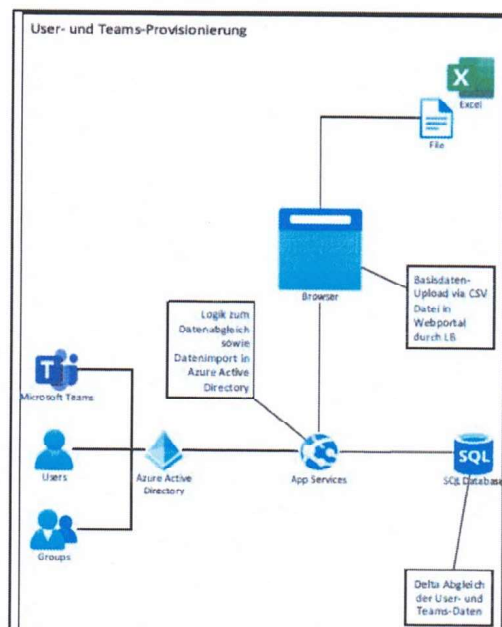 User- und Teams-Provisionierung
X
Excel
File
Browser
Basisdaten-
Upload via CSV
Datei in
Webportal
durch LB
Logik zum
Datenabgleich
sowie
Datenimport in
Azure Active
Directory
T
Microsoft Teams
Users
Azure Active
Directory
App Services
SQL
SQL Database
Groups
Delta Abgleich
der User- und
Teams-Daten